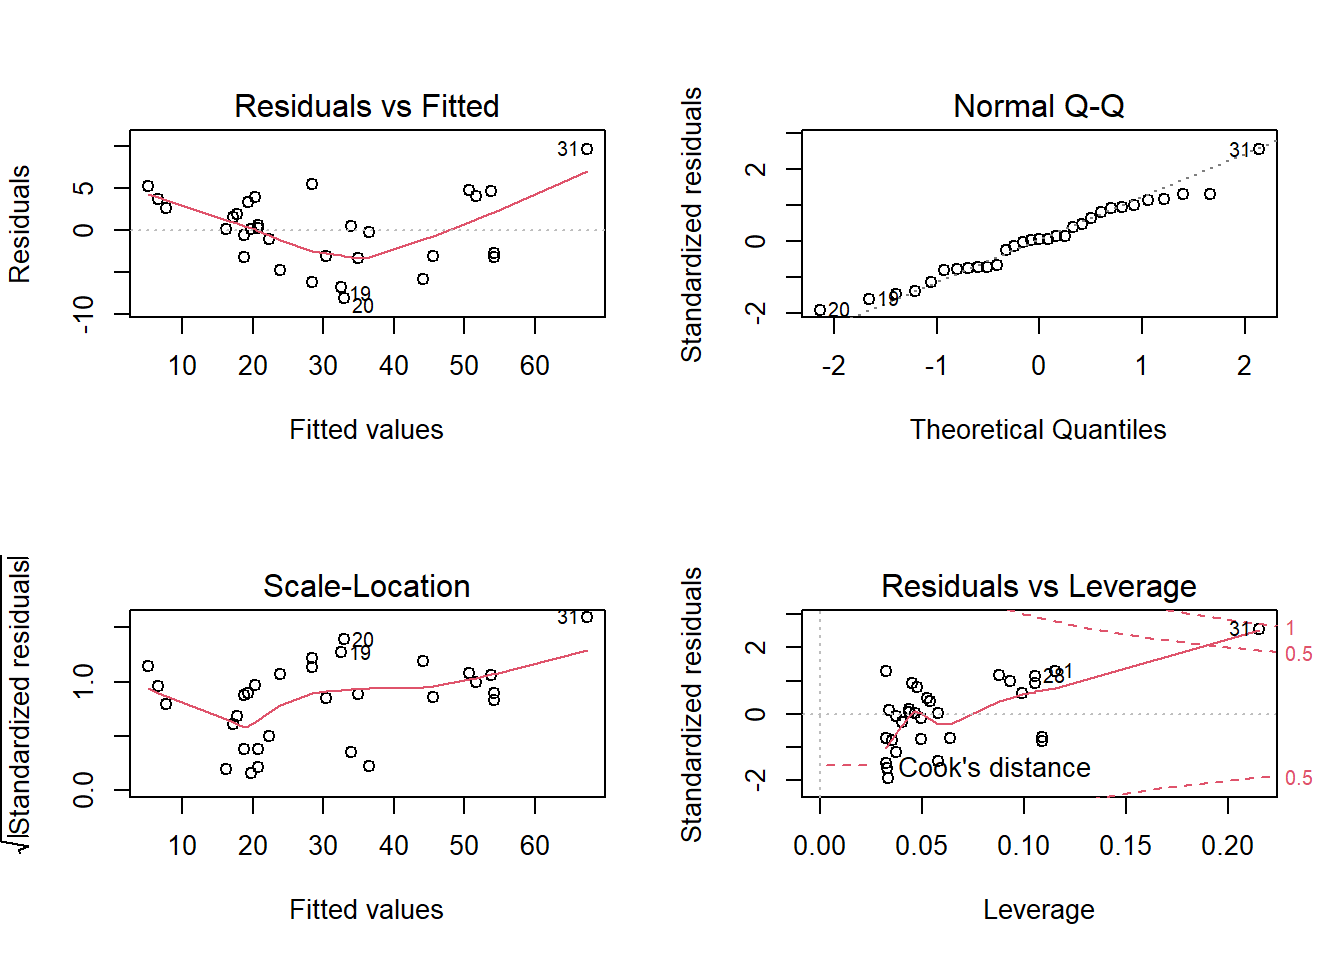 Residuals vs Fitted
Residuals
5
0
-10
31
19
20
10 20 30 40 50 60
Fitted values
Normal Q-Q
Standardized residuals
2
0
-2
31
19
20
-2 -1 0 1 2
Theoretical Quantiles
Scale-Location
√|Standardized residuals|
1.0
0.0
31
20
19
10 20 30 40 50 60
Fitted values
Residuals vs Leverage
Standardized residuals
2
0
-2
31
1
28
1
0.5
0.5
Cook's distance
0.00 0.05 0.10 0.15 0.20
Leverage